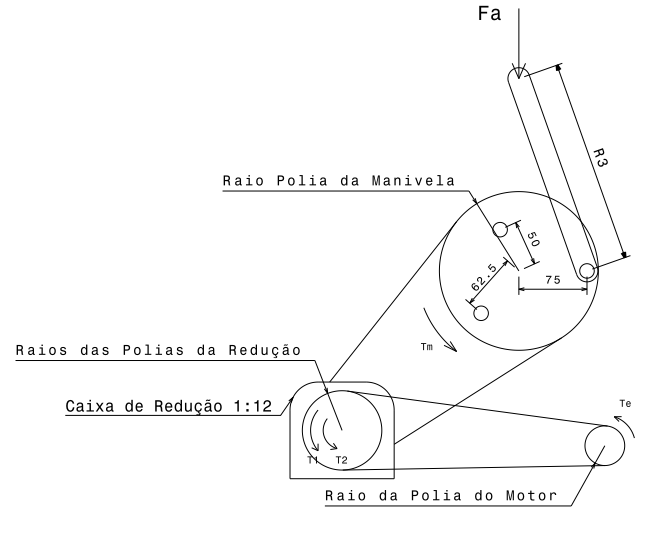 Fa
R3
Raio Polia da Manivela
50
62.5
75
Tm
Raios das Polias da Redução
Caixa de Redução 1:12
Te
T1
T2
Raio da Polia do Motor